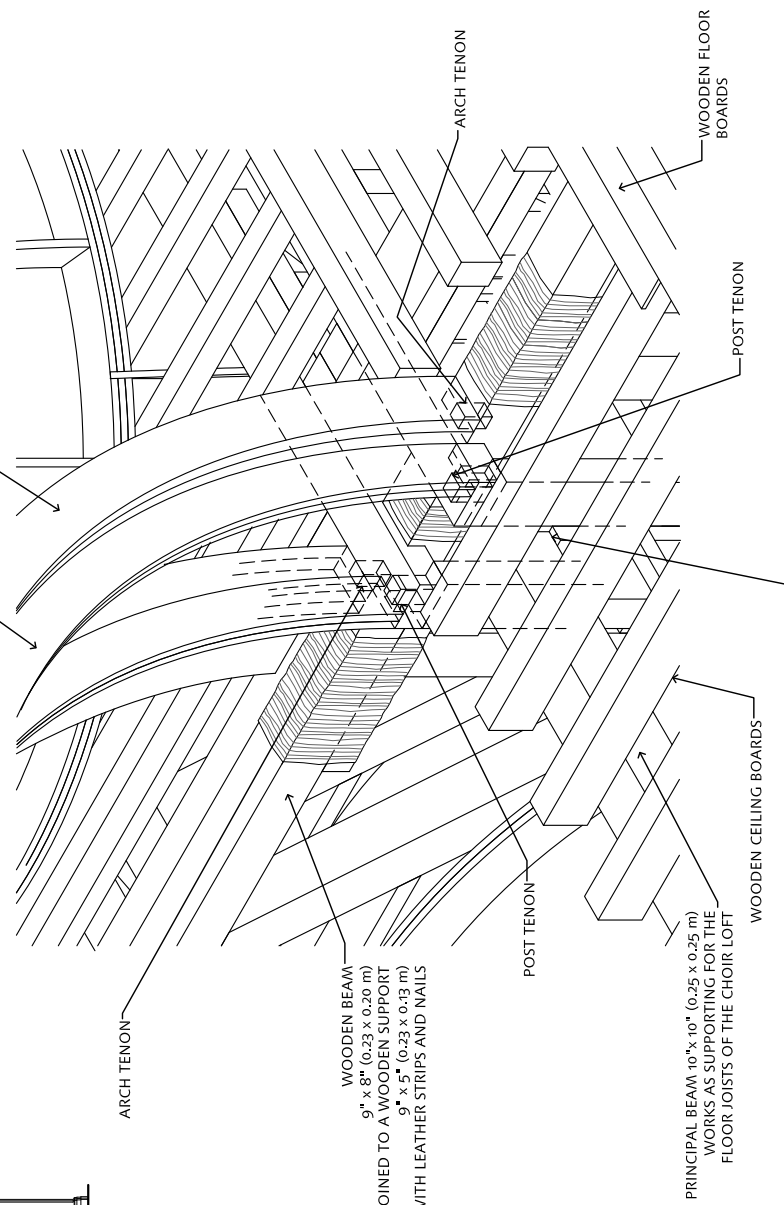 ARCH TENON
WOODEN FLOOR
BOARDS
POST TENON
ARCH TENON
WOODEN BEAM
9" x 8" (0.23 x 0.20 m)
OINED TO A WOODEN SUPPORT
9" x 5" (0.23 x 0.13 m)
WITH LEATHER STRIPS AND NAILS
POST TENON
WOODEN CEILING BOARDS
PRINCIPAL BEAM 10"x 10" (0.25 x 0.25 m)
WORKS AS SUPPORTING FOR THE
FLOOR JOISTS OF THE CHOIR LOFT